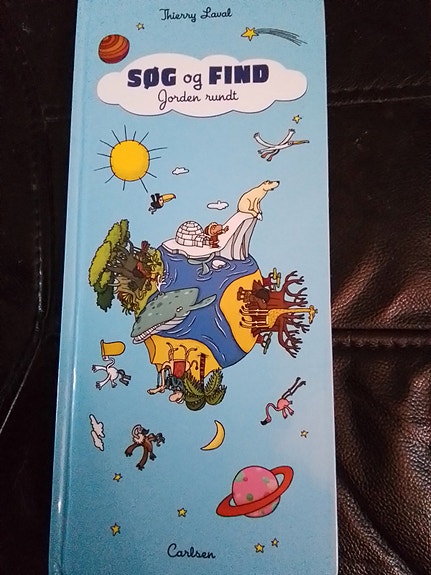 Thierry Laval
SØG og FIND
Jorden rundt
Carlsen